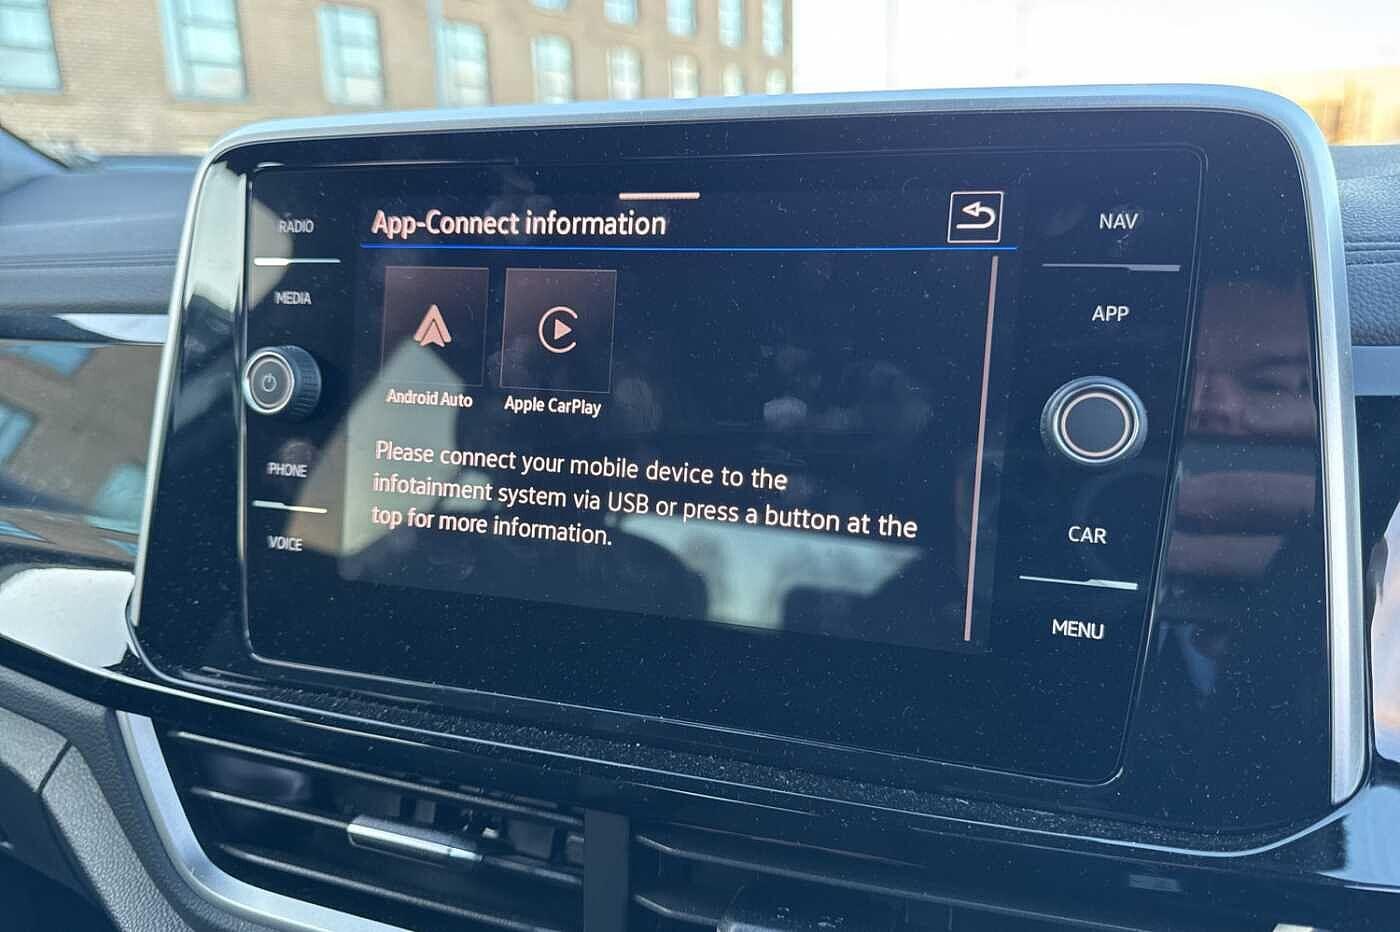 App-Connect information
RADIO
MEDIA
PHONE
VOICE
Android Auto
Apple CarPlay
Please connect your mobile device to the
infotainment system via USB or press a button at the
top for more information.
NAV
APP
CAR
MENU